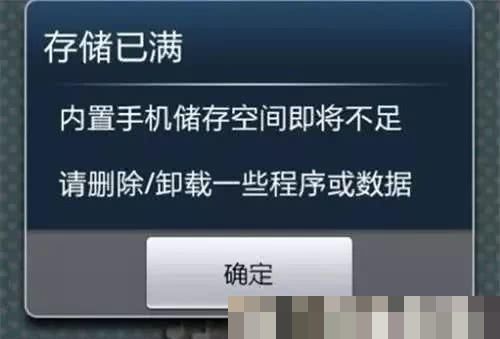 存储已满
内置手机储存空间即将不足
请删除/卸载一些程序或数据
确定